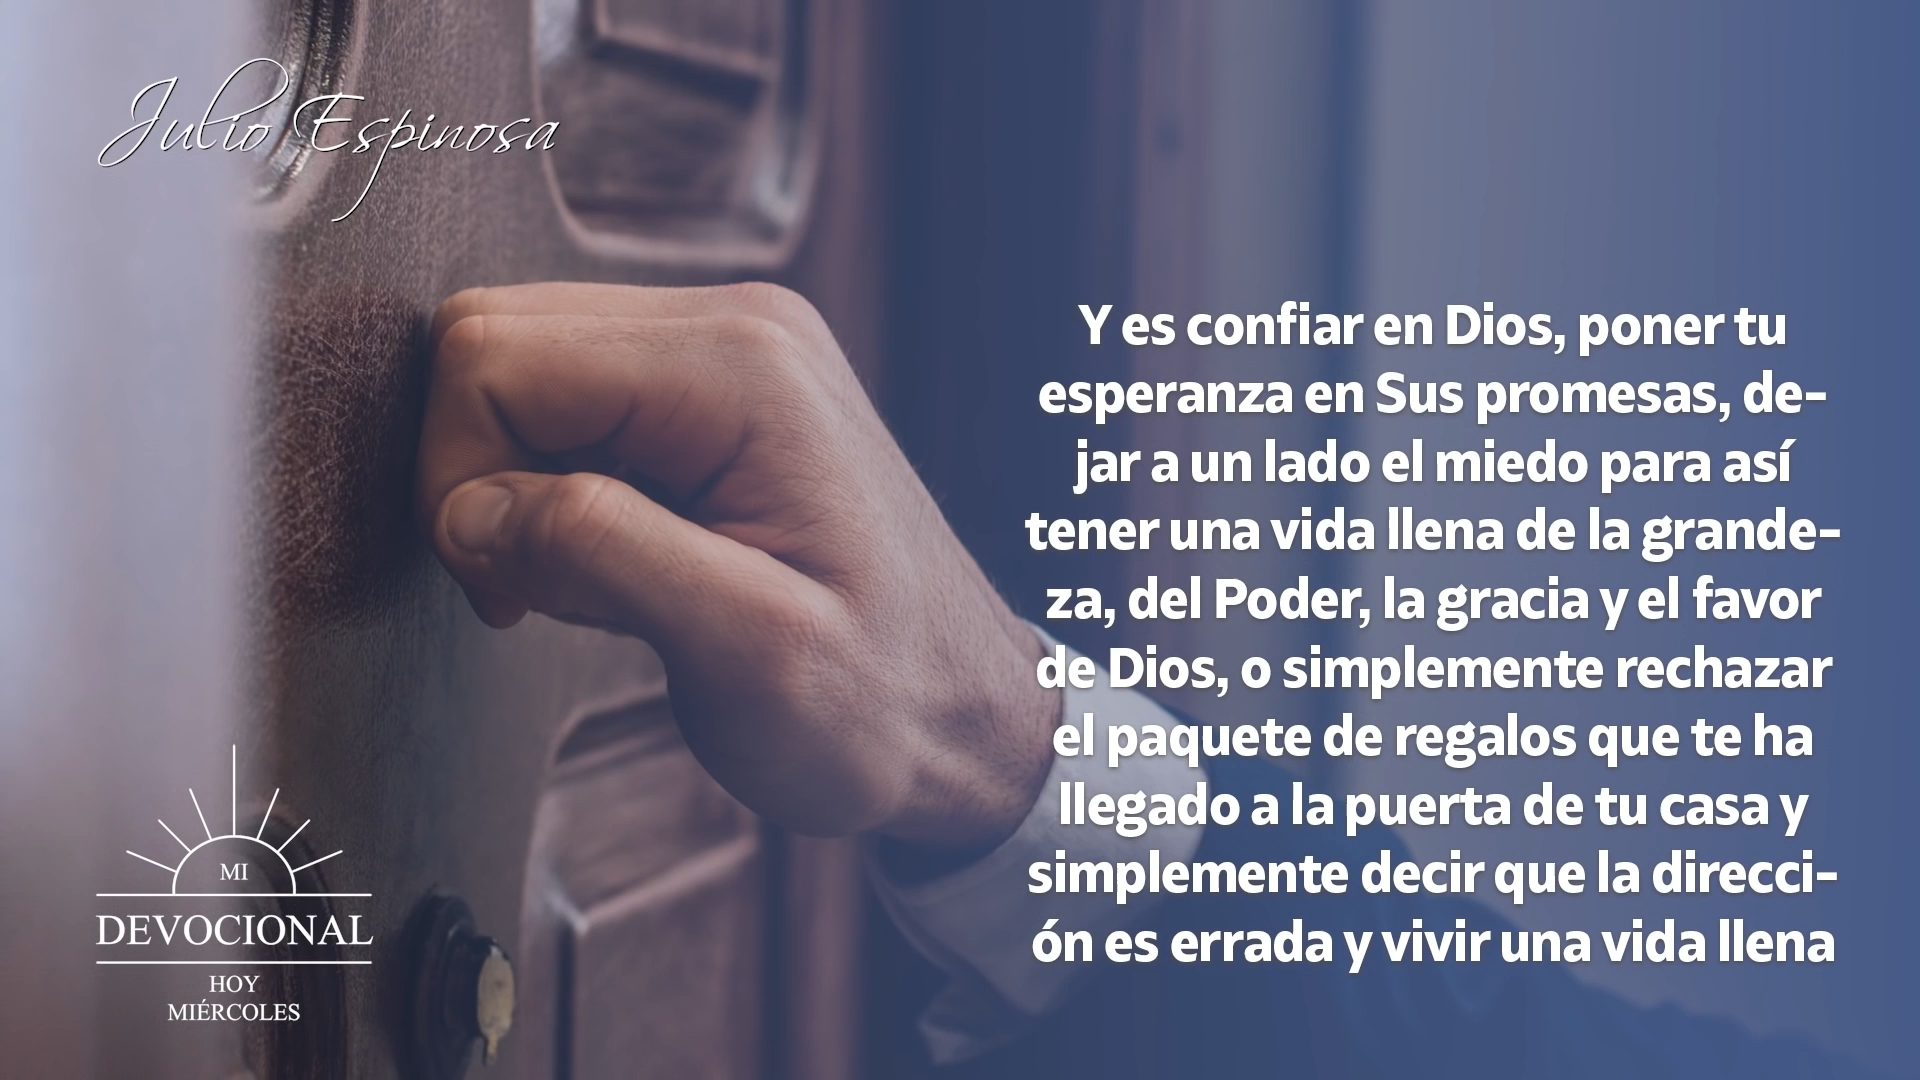 Julio Espinosa
Y es confiar en Dios, poner tu
esperanza en Sus promesas, de-
jar a un lado el miedo para así
tener una vida llena de la grande-
za, del Poder, la gracia y el favor
de Dios, o simplemente rechazar
el paquete de regalos que te ha
llegado a la puerta de tu casa y
simplemente decir que la direcci-
ón es errada y vivir una vida llena
MI
DEVOCIONAL
HOY
MIÉRCOLES